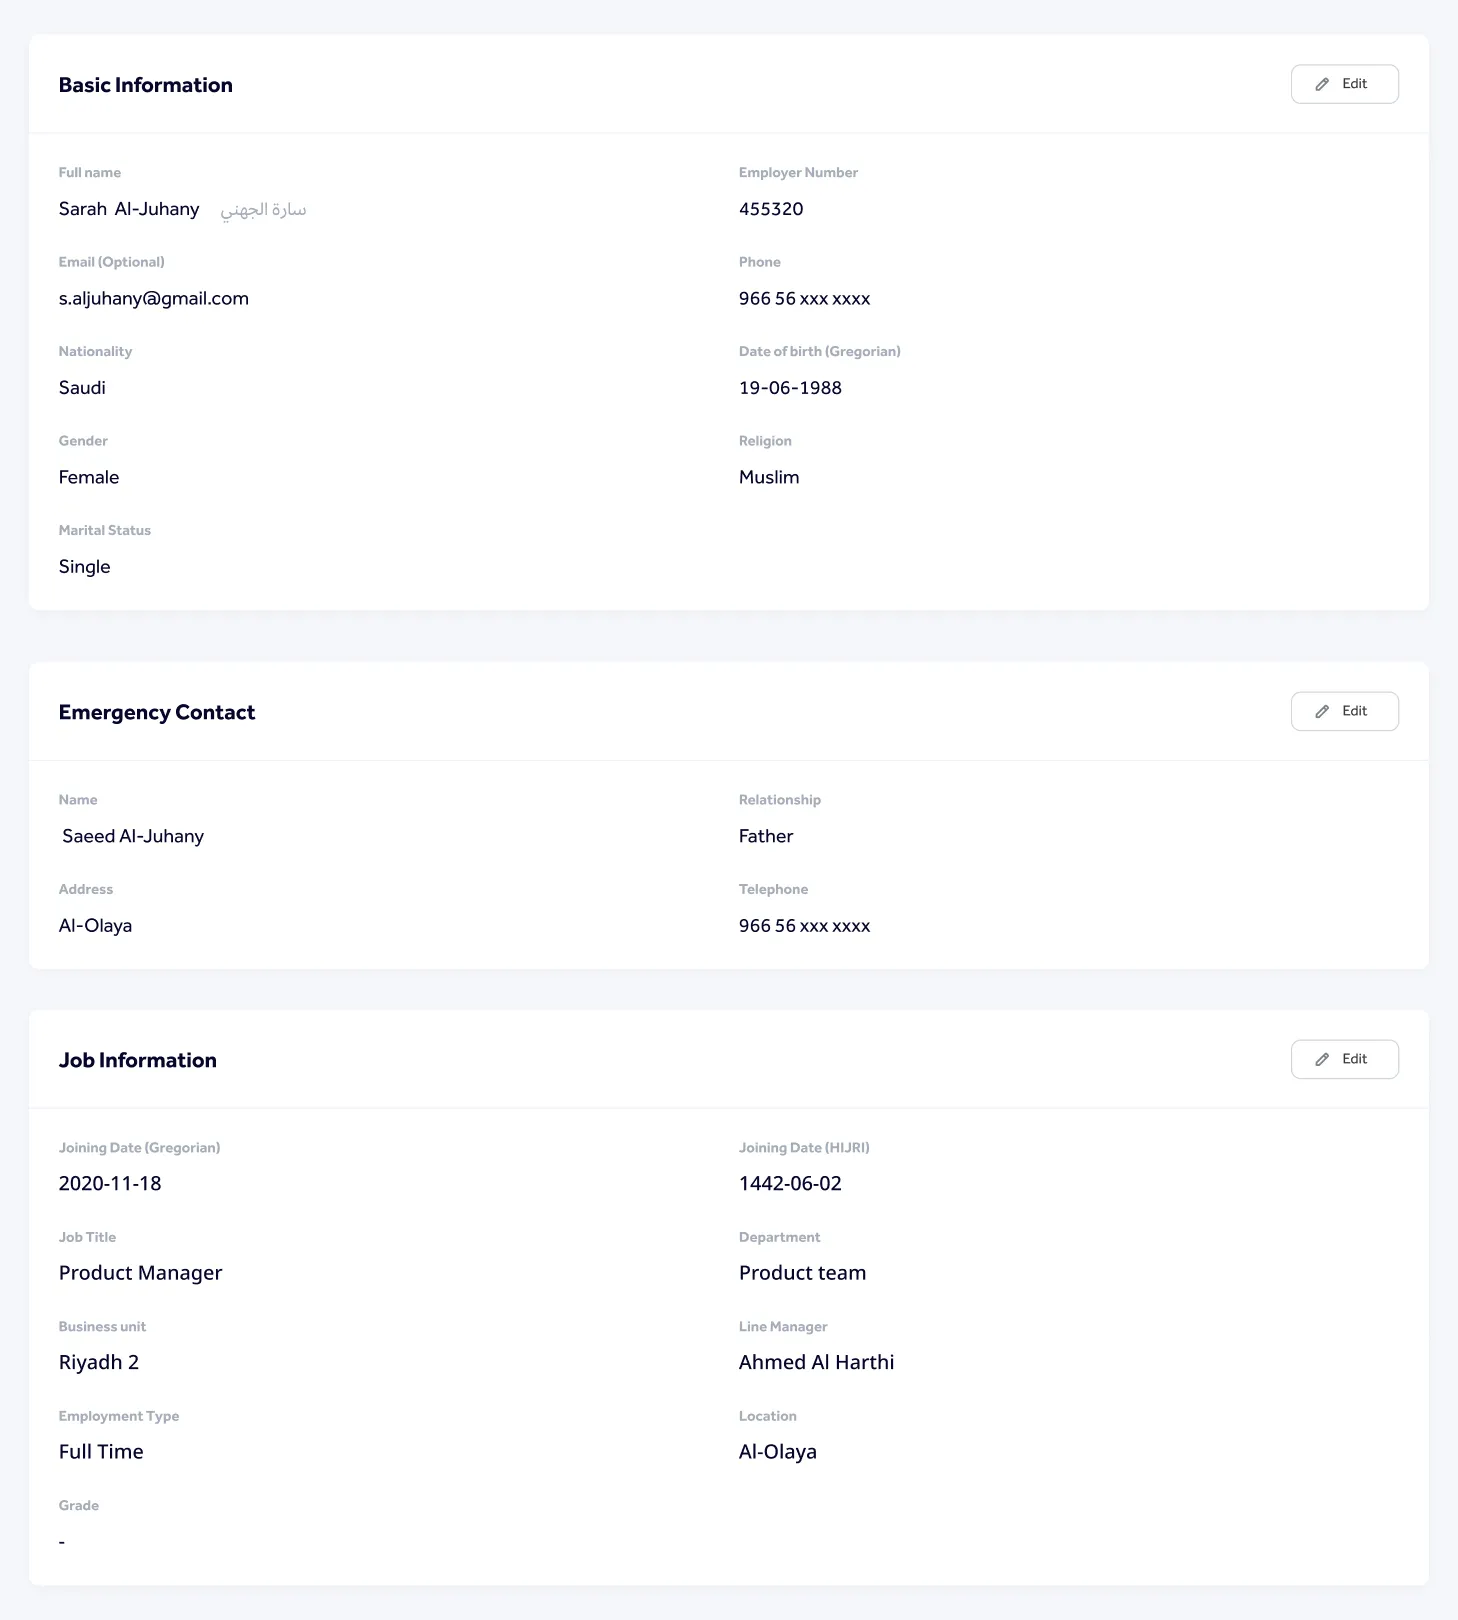 Basic Information
Edit
Full name
Employer Number
Sarah Al-Juhany سارة الجهني
455320
Email (Optional)
Phone
s.aljuhany@gmail.com
966 56 xxx xxxx
Nationality
Date of birth (Gregorian)
Saudi
19-06-1988
Gender
Religion
Female
Muslim
Marital Status
Single
Emergency Contact
Edit
Name
Relationship
Saeed Al-Juhany
Father
Address
Telephone
Al-Olaya
966 56 xxx xxxx
Job Information
Edit
Joining Date (Gregorian)
Joining Date (HIJRI)
2020-11-18
1442-06-02
Job Title
Department
Product Manager
Product team
Business unit
Line Manager
Riyadh 2
Ahmed Al Harthi
Employment Type
Location
Full Time
Al-Olaya
Grade
-